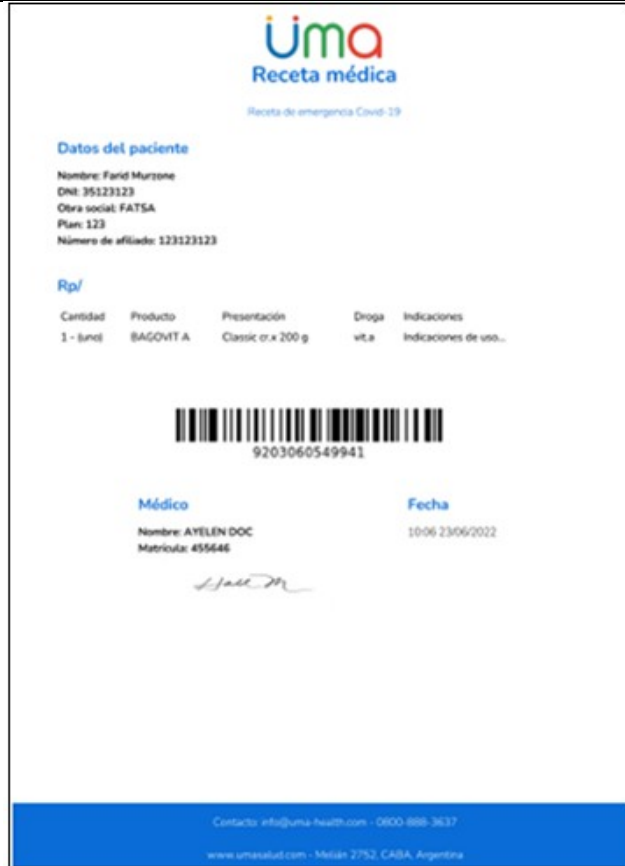 üma
Receta médica
Receta de emergencia Covid-19
Datos del paciente
Nombre: Farid Murzone
DNI: 35123123
Obra social: FATSA
Plan: 123
Número de afiliado: 123123123
Rp/
Cantidad Producto Presentación Droga Indicaciones
1 - (uno) BAGOVIT A Classic cr.x 200 g vit.a Indicaciones de uso...
9203060549941
Médico Fecha
Nombre: AYELEN DOC 10:06 23/06/2022
Matrícula: 455646
Contacto: info@uma-health.com - 0800-888-3637
www.umasalud.com - Melián 2752, CABA, Argentina